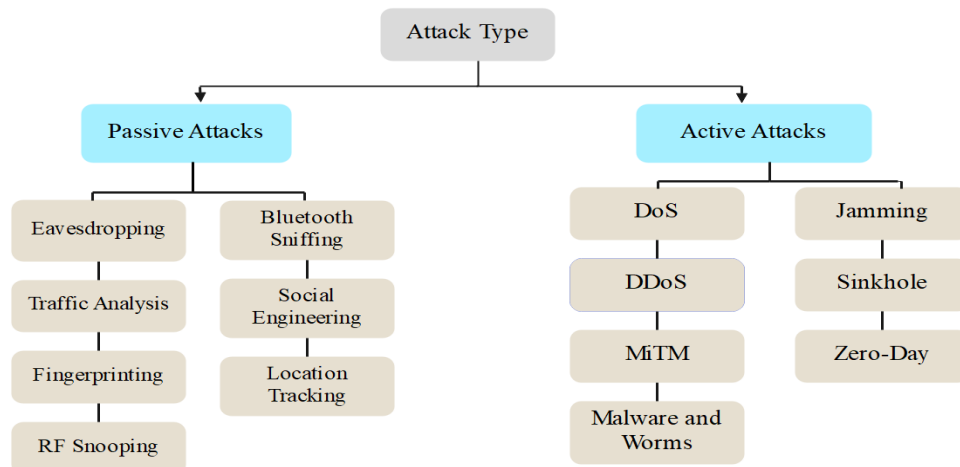 Attack Type
Passive Attacks
Active Attacks
Eavesdropping
Traffic Analysis
Fingerprinting
RF Snooping
Bluetooth
Sniffing
Social
Engineering
Location
Tracking
DoS
DDoS
MiTM
Malware and
Worms
Jamming
Sinkhole
Zero-Day